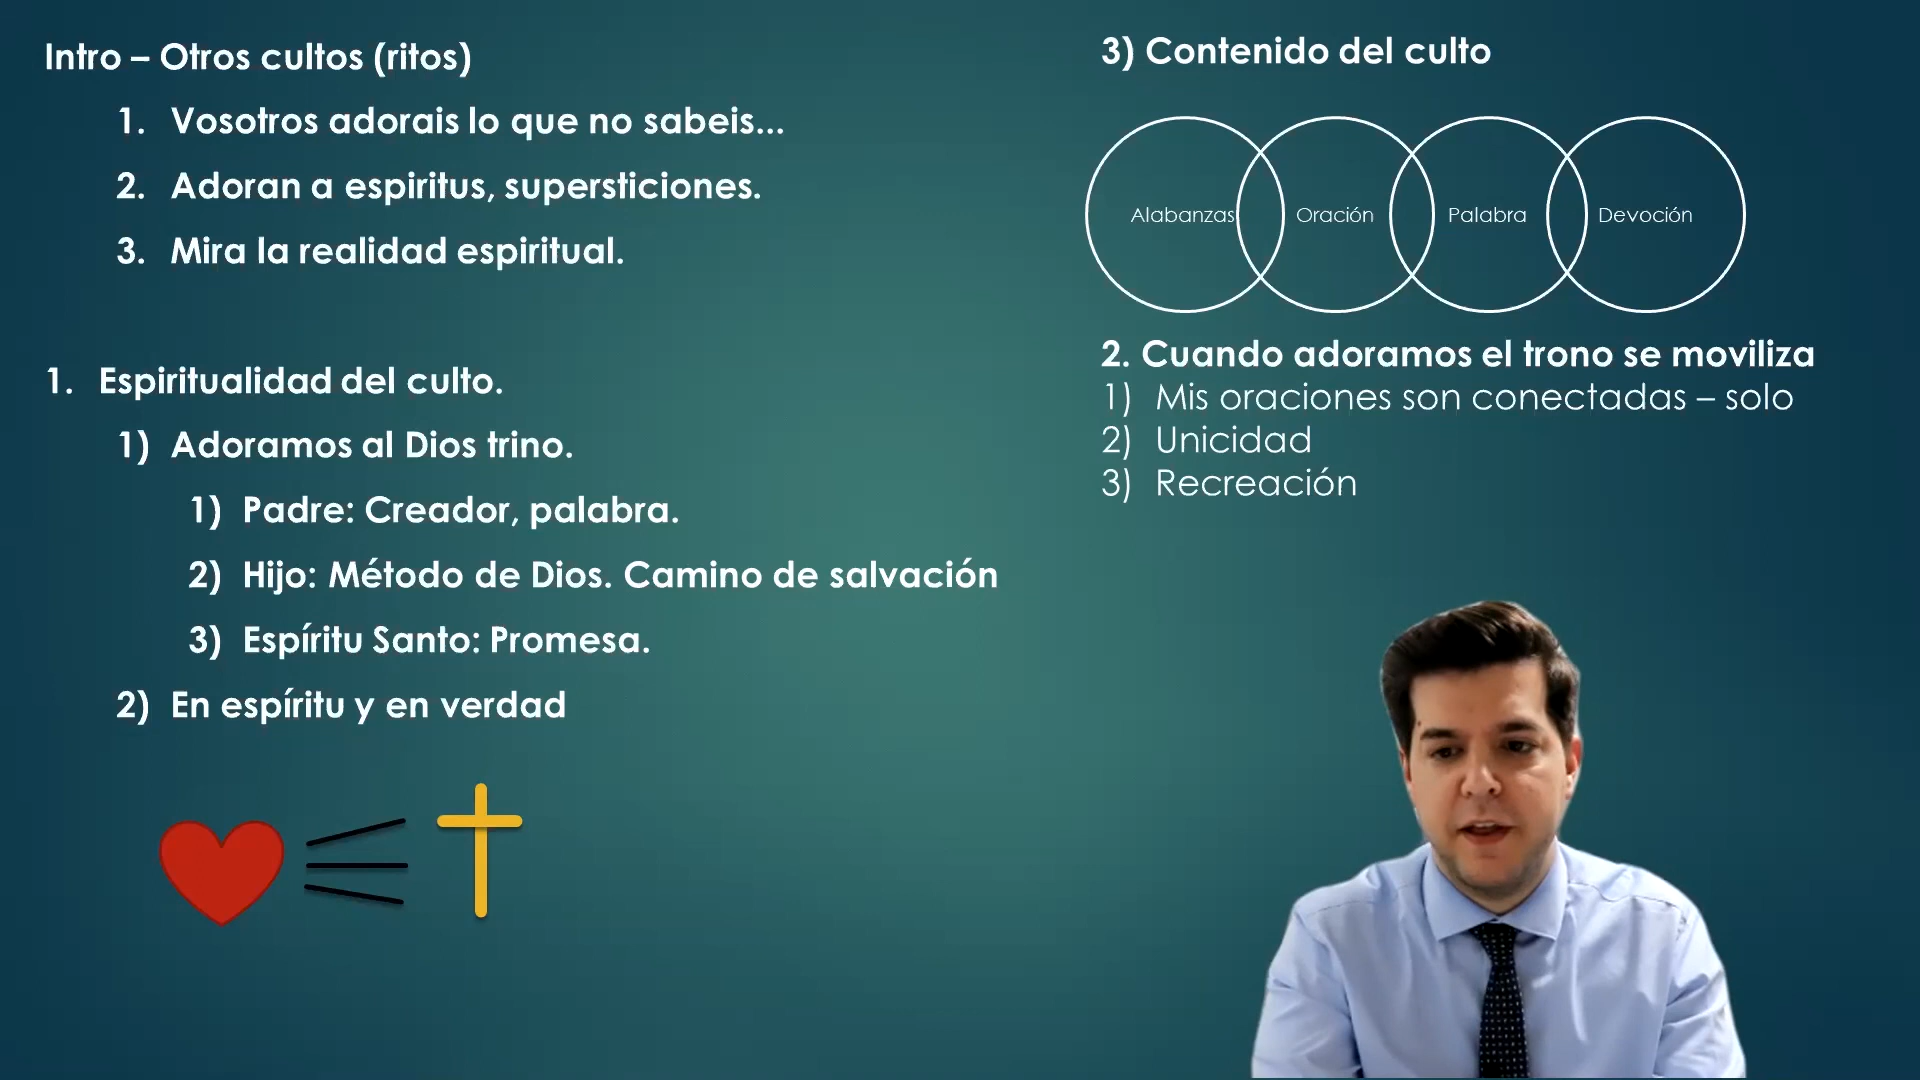 Intro – Otros cultos (ritos)
1. Vosotros adorais lo que no sabeis...
2. Adoran a espiritus, supersticiones.
3. Mira la realidad espiritual.
1. Espiritualidad del culto.
1) Adoramos al Dios trino.
1) Padre: Creador, palabra.
2) Hijo: Método de Dios. Camino de salvación
3) Espíritu Santo: Promesa.
2) En espíritu y en verdad
3) Contenido del culto
Alabanzas
Oración
Palabra
Devoción
2. Cuando adoramos el trono se moviliza
1) Mis oraciones son conectadas – solo
2) Unicidad
3) Recreación